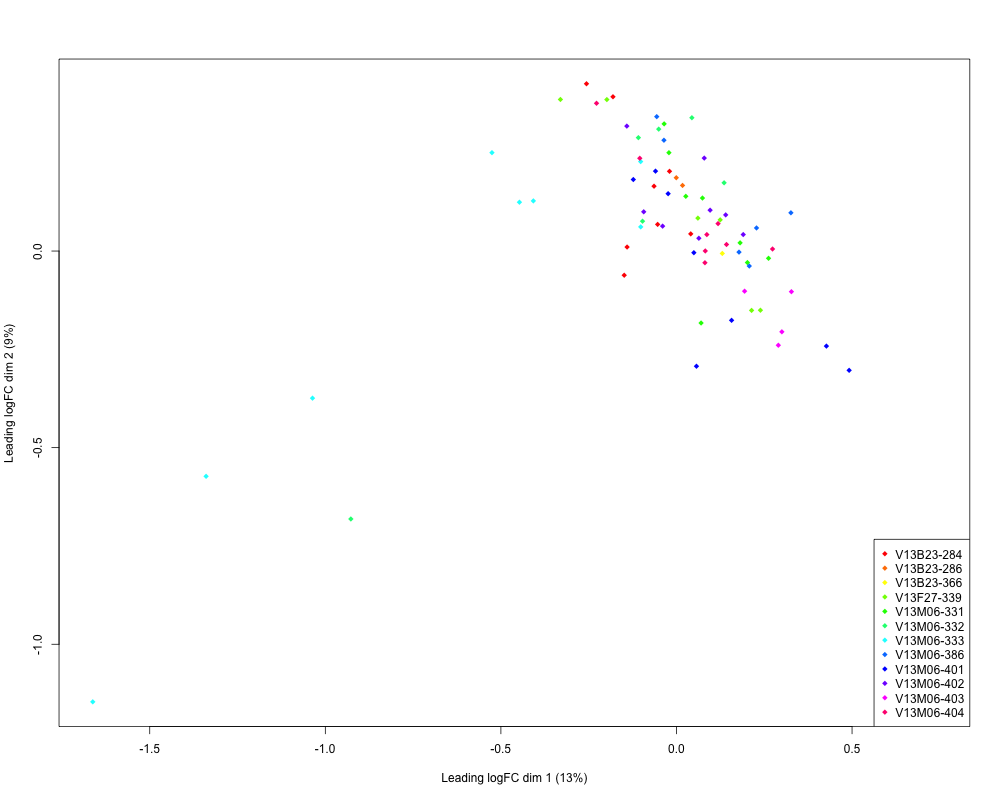 0.0
-0.5
-1.0
Leading logFC dim 2 (9%)
V13B23-284
V13B23-286
V13B23-366
V13F27-339
V13M06-331
V13M06-332
V13M06-333
V13M06-386
V13M06-401
V13M06-402
V13M06-403
V13M06-404
-1.5 -1.0 -0.5 0.0 0.5
Leading logFC dim 1 (13%)